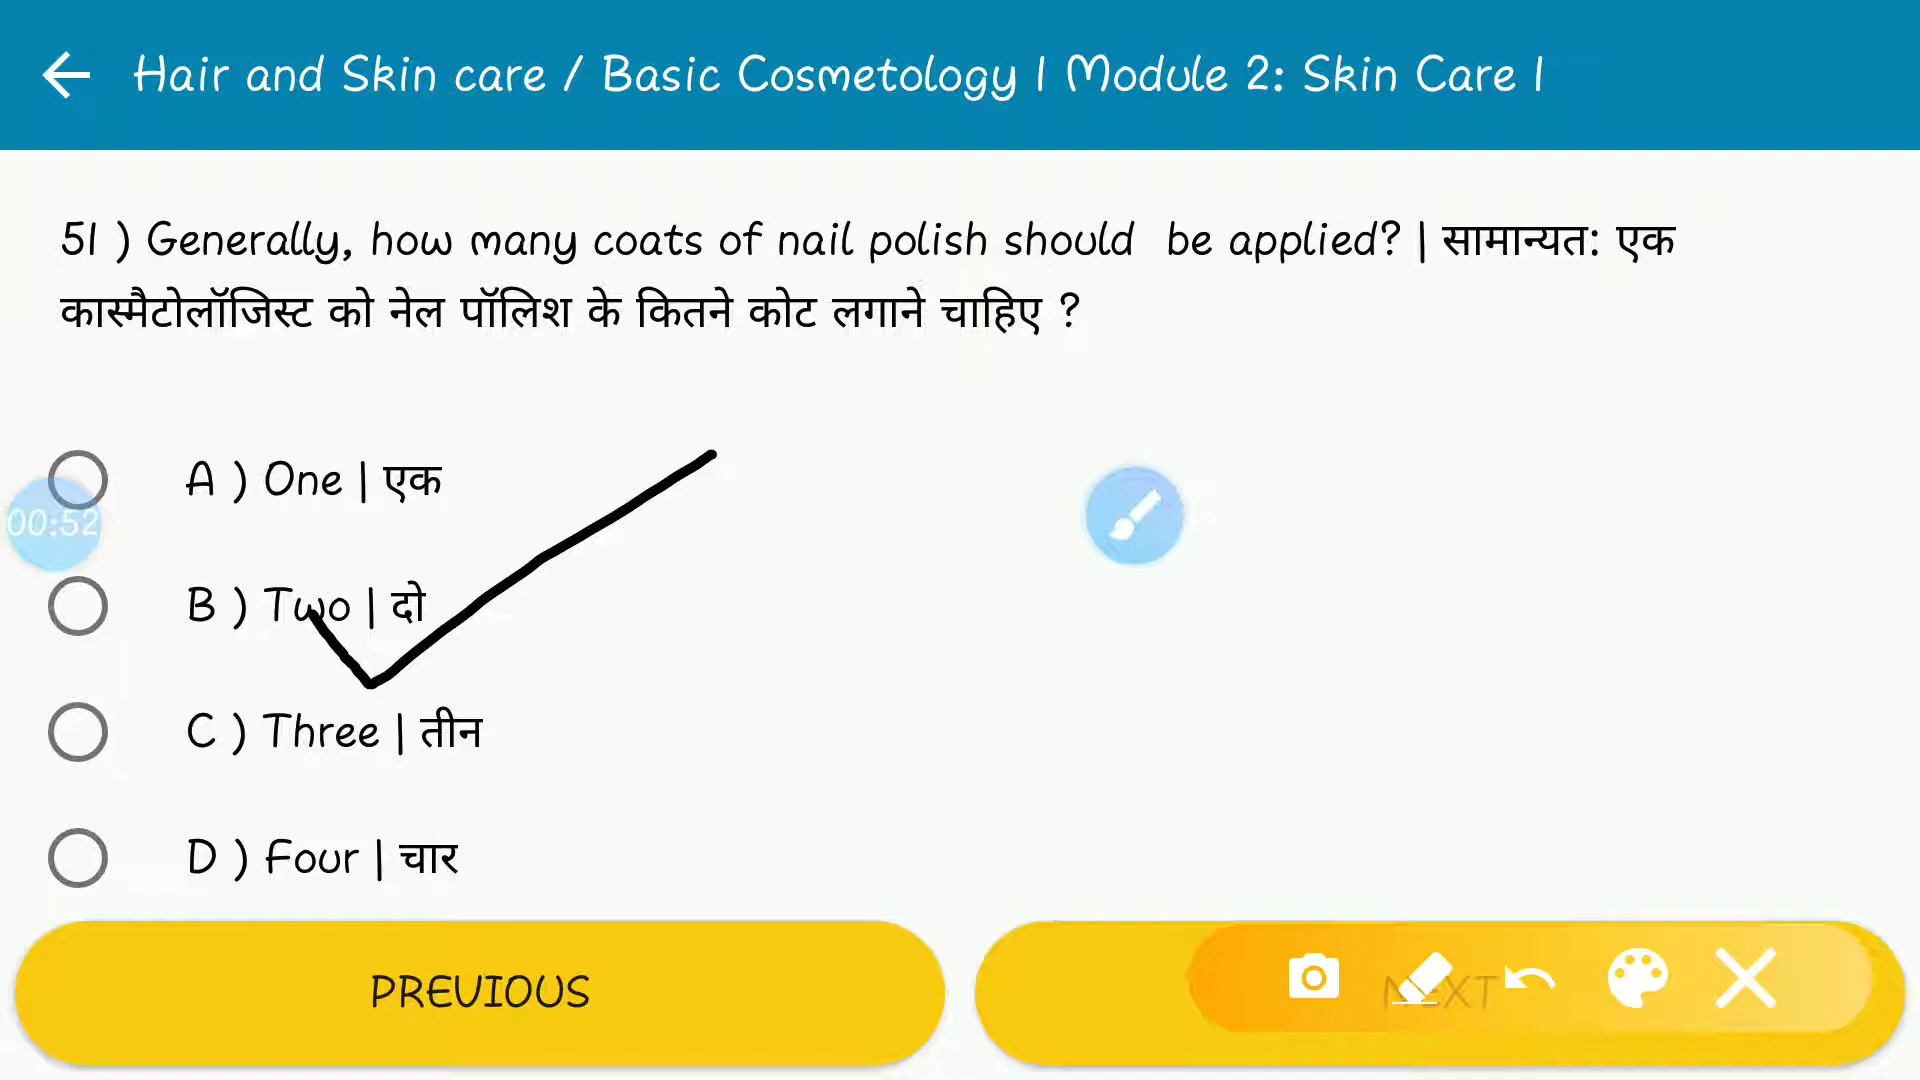 Hair and Skin care / Basic Cosmetology | Module 2: Skin Care |
51 ) Generally, how many coats of nail polish should be applied? | सामान्यत: एक
कास्मैटोलॉजिस्ट को नेल पॉलिश के कितने कोट लगाने चाहिए ?
A ) One | एक
00:52
B ) Two | दो
C ) Three | तीन
D ) Four | चार
PREVIOUS
NEXT